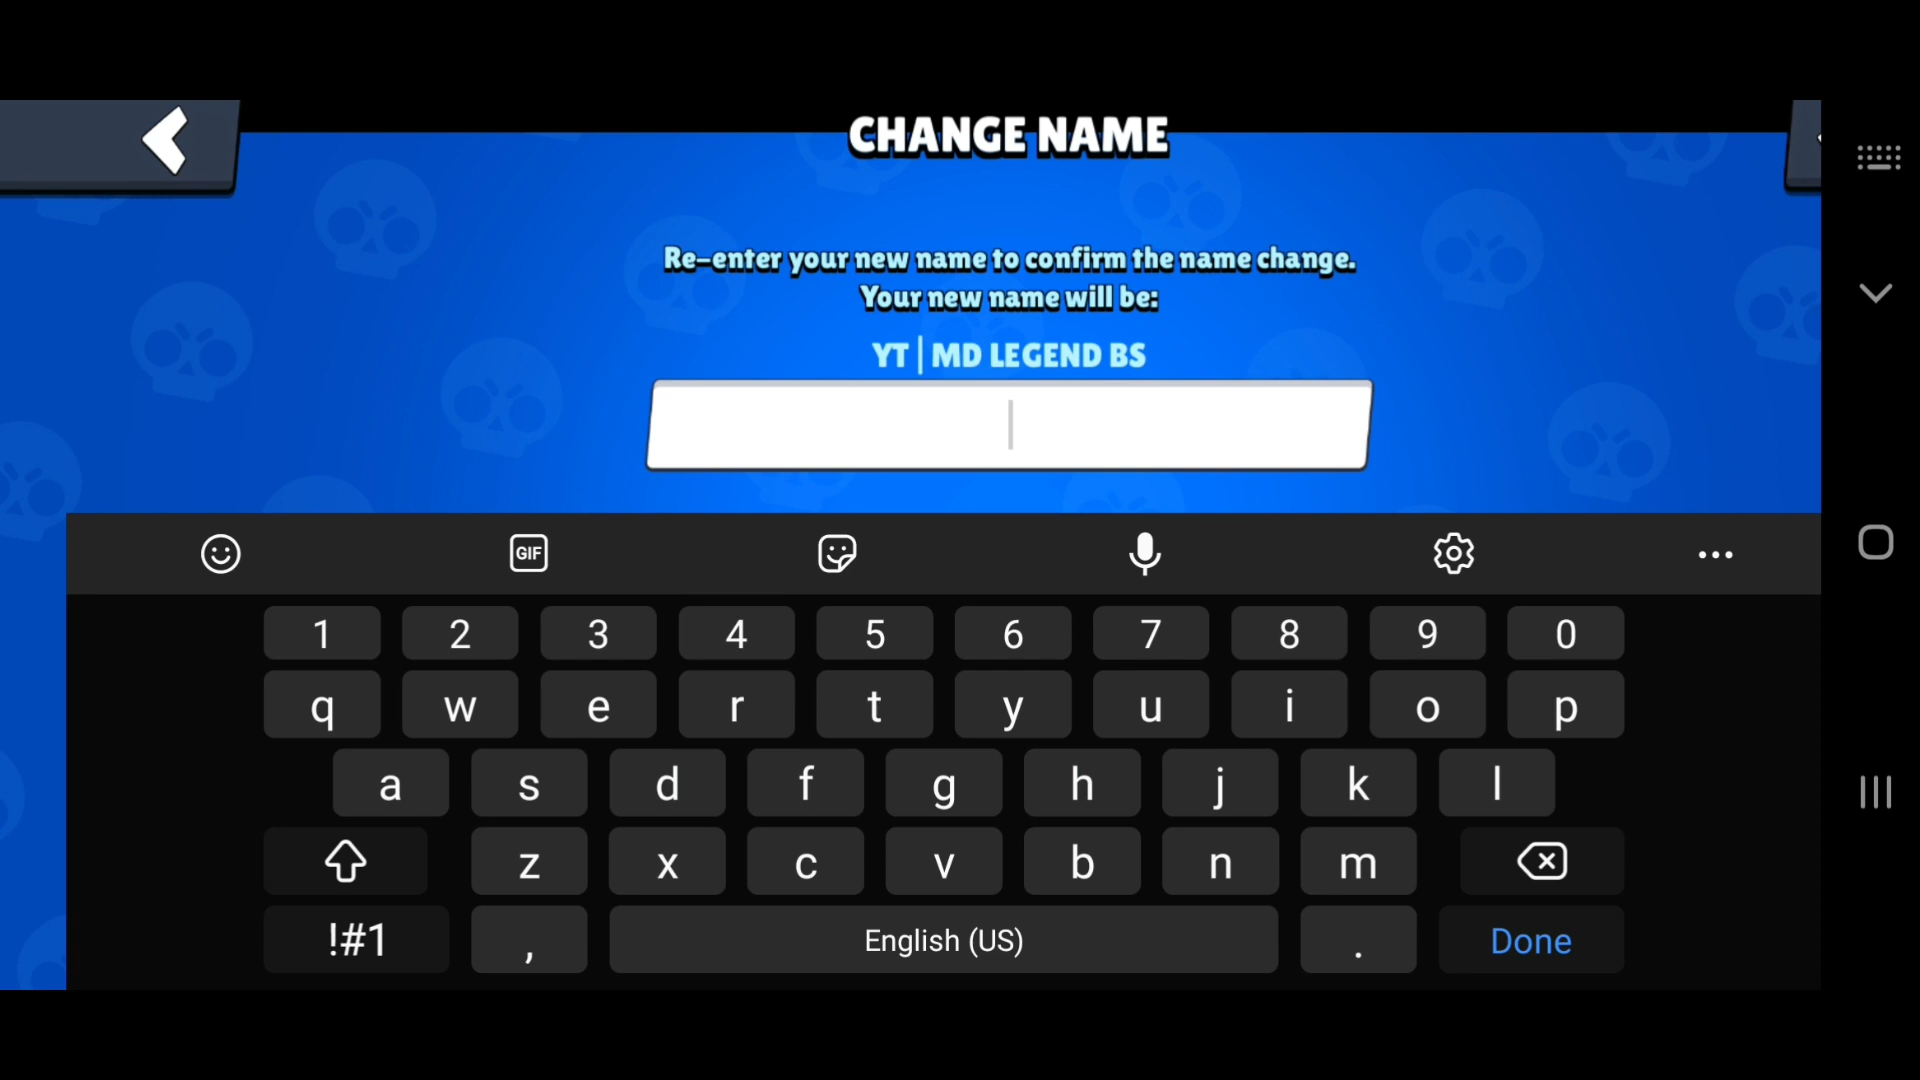 CHANGE NAME
Re-enter your new name to confirm the name change.
Your new name will be:
YT | MD LEGEND BS
GIF
1 2 3 4 5 6 7 8 9 0
q w e r t y u i o p
a s d f g h j k l
z x c v b n m
!#1 , English (US) . Done